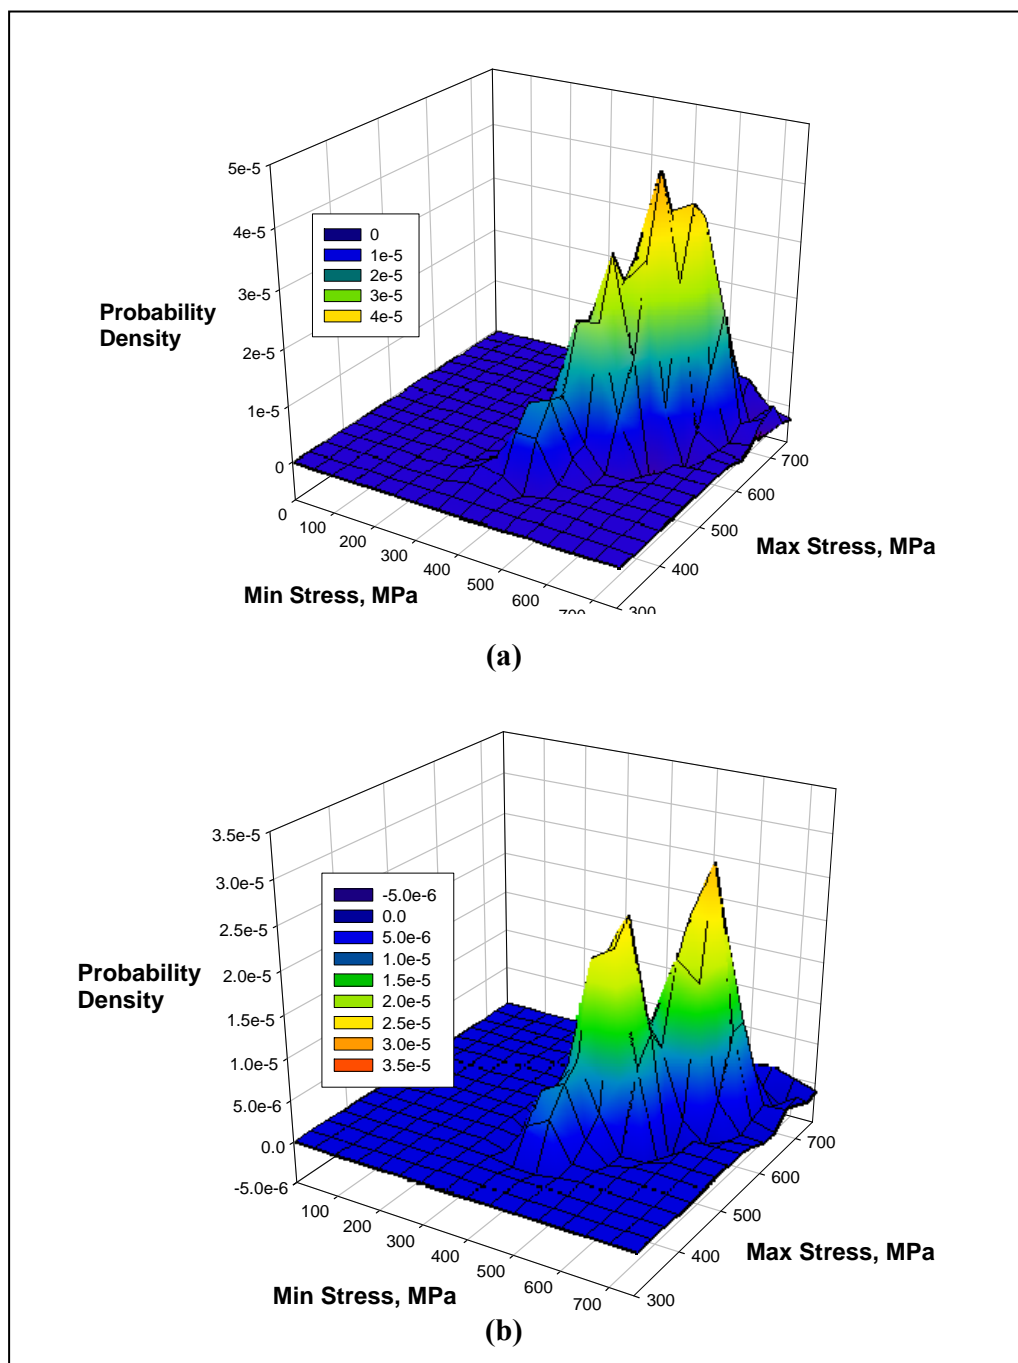 5e-5
4e-5
3e-5
2e-5
1e-5
0
Probability
Density
0
1e-5
2e-5
3e-5
4e-5
0
100
200
300
400
500
600
700
Min Stress, MPa
300
400
500
600
700
Max Stress, MPa
(a)
3.5e-5
3.0e-5
2.5e-5
2.0e-5
1.5e-5
1.0e-5
5.0e-6
0.0
-5.0e-6
Probability
Density
-5.0e-6
0.0
5.0e-6
1.0e-5
1.5e-5
2.0e-5
2.5e-5
3.0e-5
3.5e-5
100
200
300
400
500
600
700
Min Stress, MPa
300
400
500
600
700
Max Stress, MPa
(b)